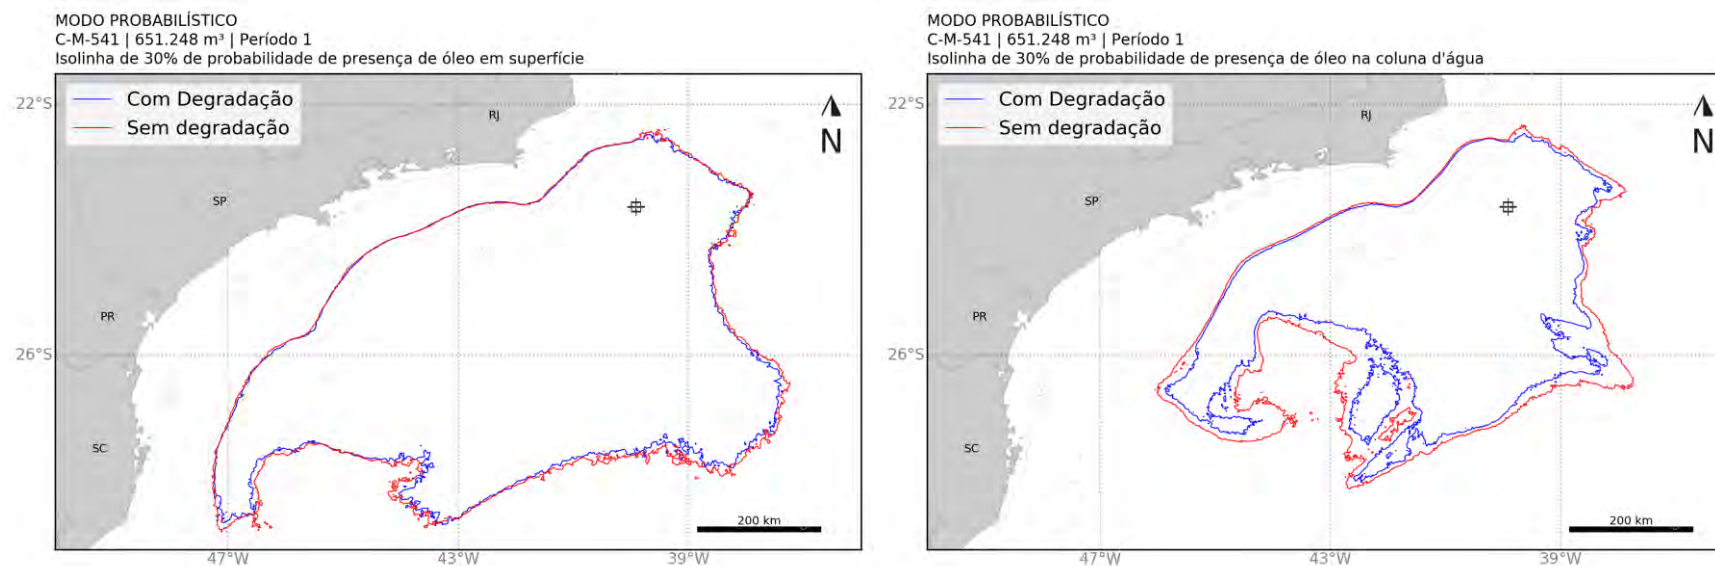 MODO PROBABILÍSTICO
C-M-541 | 651.248 m³ | Período 1
Isolinha de 30% de probabilidade de presença de óleo em superfície
Com Degradação
Sem degradação
N
RJ
SP
PR
SC
22°S
26°S
200 km
47°W
43°W
39°W
MODO PROBABILÍSTICO
C-M-541 | 651.248 m³ | Período 1
Isolinha de 30% de probabilidade de presença de óleo na coluna d'água
Com Degradação
Sem degradação
N
RJ
SP
PR
SC
22°S
26°S
200 km
47°W
43°W
39°W